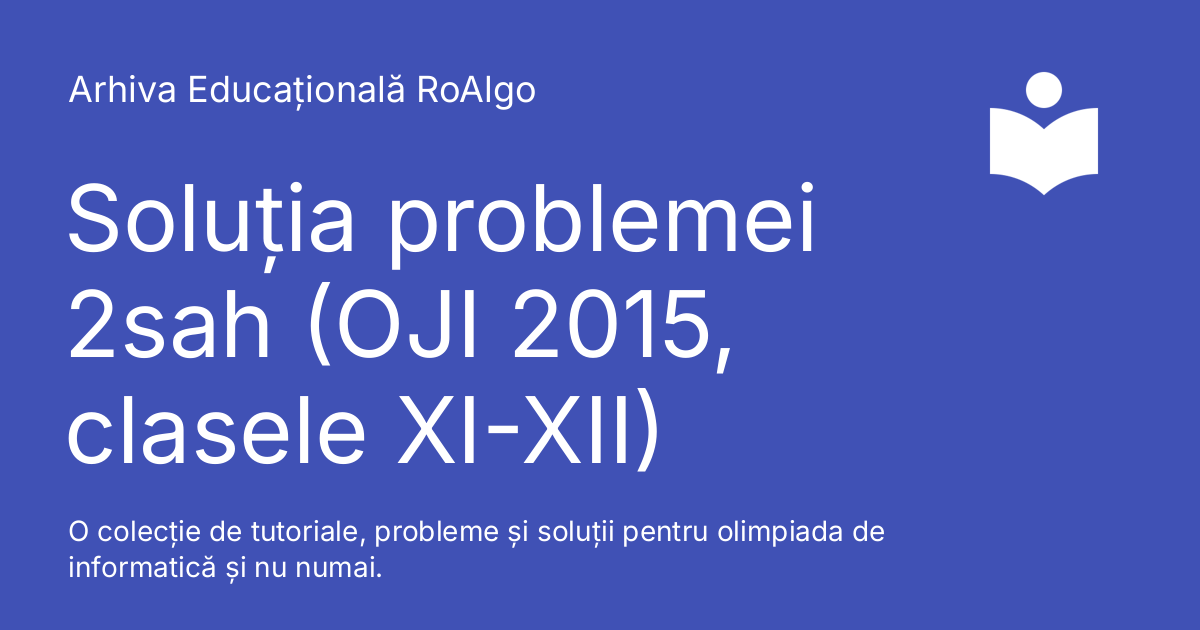 Arhiva Educațională RoAlgo
Soluția problemei
2sah (OJI 2015,
clasele XI-XII)
O colecție de tutoriale, probleme și soluții pentru olimpiada de
informatică și nu numai.